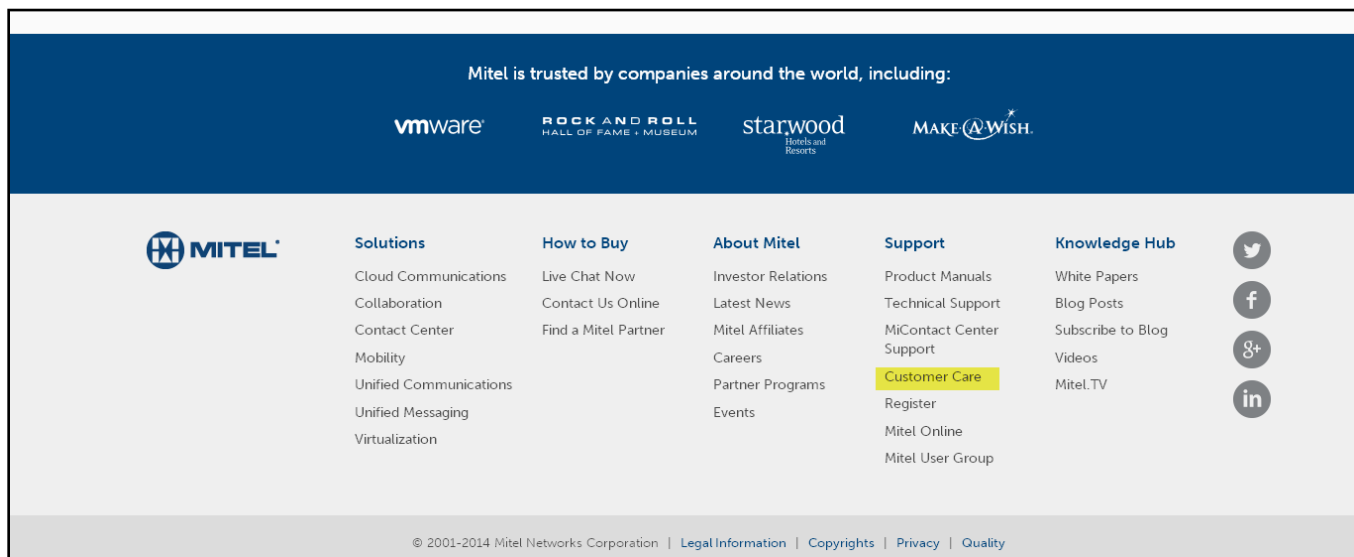 Mitel is trusted by companies around the world, including:
vmware®
ROCK AND ROLL
HALL OF FAME + MUSEUM
starwood
Hotels and
Resorts
MAKE-A-WISH.
MITEL®
Solutions
Cloud Communications
Collaboration
Contact Center
Mobility
Unified Communications
Unified Messaging
Virtualization
How to Buy
Live Chat Now
Contact Us Online
Find a Mitel Partner
About Mitel
Investor Relations
Latest News
Mitel Affiliates
Careers
Partner Programs
Events
Support
Product Manuals
Technical Support
MiContact Center
Support
Customer Care
Register
Mitel Online
Mitel User Group
Knowledge Hub
White Papers
Blog Posts
Subscribe to Blog
Videos
Mitel.TV
f
g+
in
© 2001-2014 Mitel Networks Corporation | Legal Information | Copyrights | Privacy | Quality